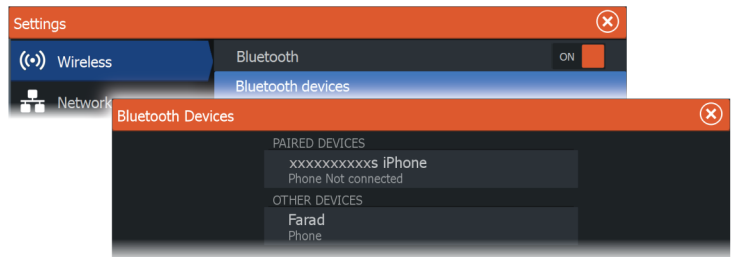 Settings
Wireless
Bluetooth
ON
Bluetooth devices
Network
Bluetooth Devices
PAIRED DEVICES
xxxxxxxxxxs iPhone
Phone Not connected
OTHER DEVICES
Farad
Phone